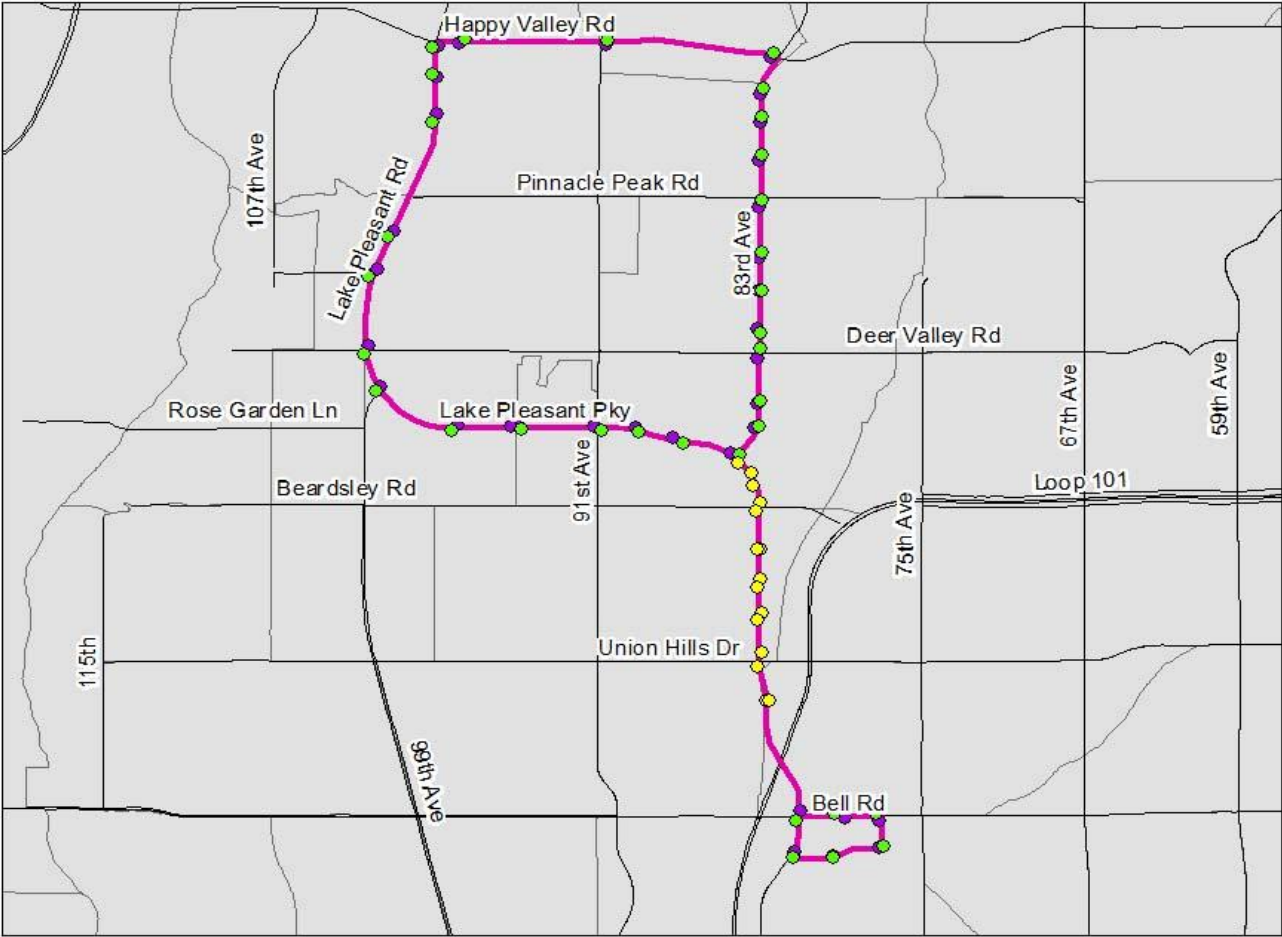 Happy Valley Rd
107th Ave
Lake Pleasant Rd
Pinnacle Peak Rd
83rd Ave
Deer Valley Rd
67th Ave
59th Ave
Rose Garden Ln
Lake Pleasant Pky
91st Ave
Beardsley Rd
Loop 101
75th Ave
115th
Union Hills Dr
99th Ave
Bell Rd